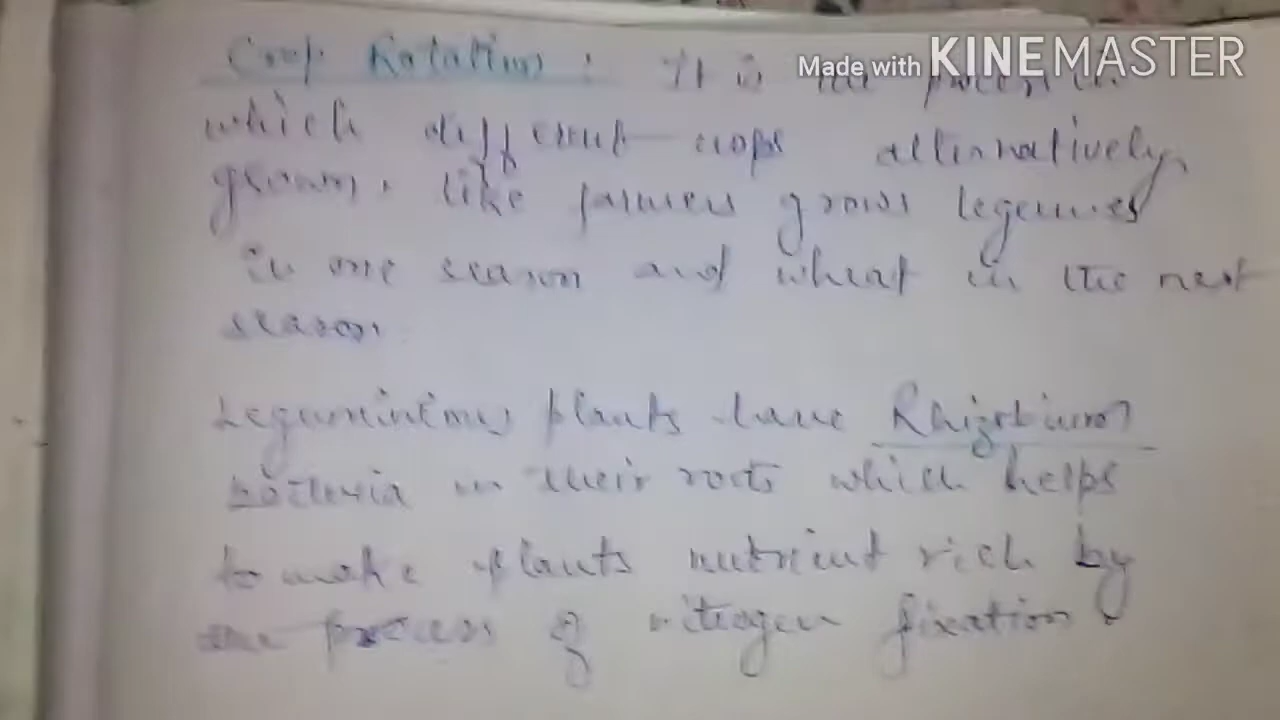 Crop Rotation : It is the process in
Made with KINEMASTER
which different crops alternatively
grown. like farmers grows legumes
in one season and wheat in the next
season.
Leguminious plants have Rhizobium
bacteria in their roots which helps
to make plants nutrient rich by
the process of nitrogen fixation.